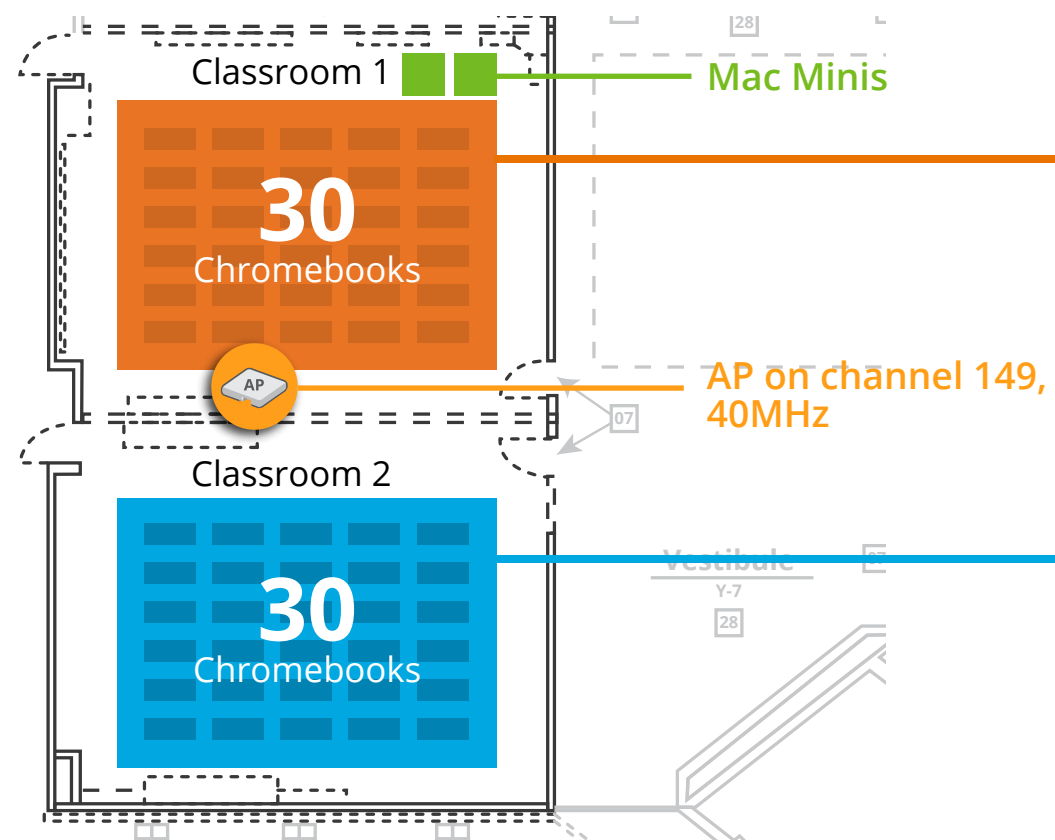 28
Classroom 1
Mac Minis
30
Chromebooks
AP
AP on channel 149,
40MHz
07
Classroom 2
Vestibule
Y-7
28
30
Chromebooks